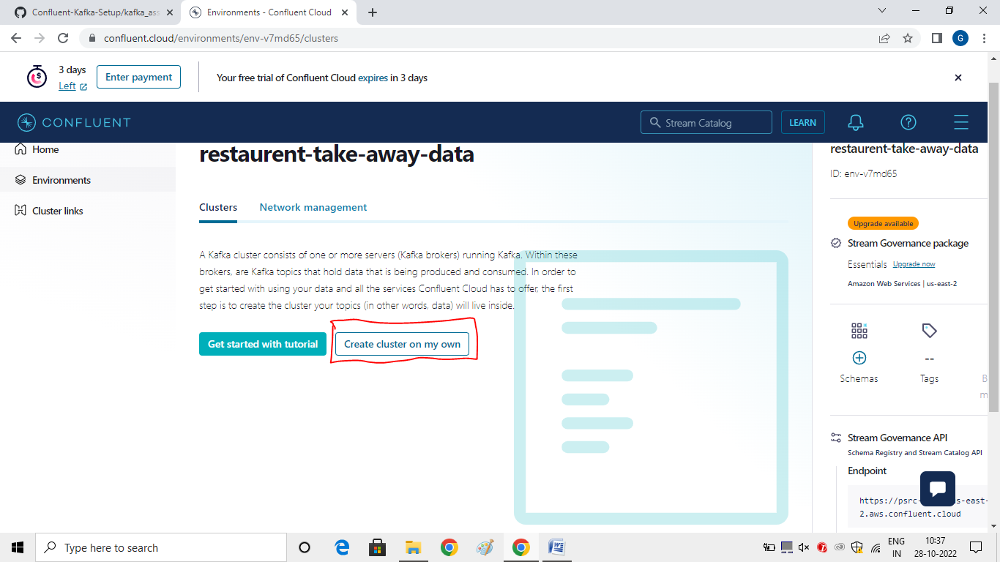 Confluent-Kafka-Setup/kafka_ass
Environments - Confluent Cloud
confluent.cloud/environments/env-v7md65/clusters
G
3 days
Left
Enter payment
Your free trial of Confluent Cloud expires in 3 days
CONFLUENT
Stream Catalog
LEARN
Home
Environments
Cluster links
restaurent-take-away-data
Clusters
Network management
A Kafka cluster consists of one or more servers (Kafka brokers) running Kafka. Within these
brokers, are Kafka topics that hold data that is being produced and consumed. In order to
get started with using your data and all the services Confluent Cloud has to offer, the first
step is to create the cluster your topics (in other words, data) will live inside.
Get started with tutorial
Create cluster on my own
restaurent-take-away-data
ID: env-v7md65
Upgrade available
Stream Governance package
Essentials Upgrade now
Amazon Web Services | us-east-2
Schemas
--
Tags
B
m
Stream Governance API
Schema Registry and Stream Catalog API
Endpoint
https://psrc- s-east-
2.aws.confluent.cloud
Type here to search
ENG
IN
10:37
28-10-2022